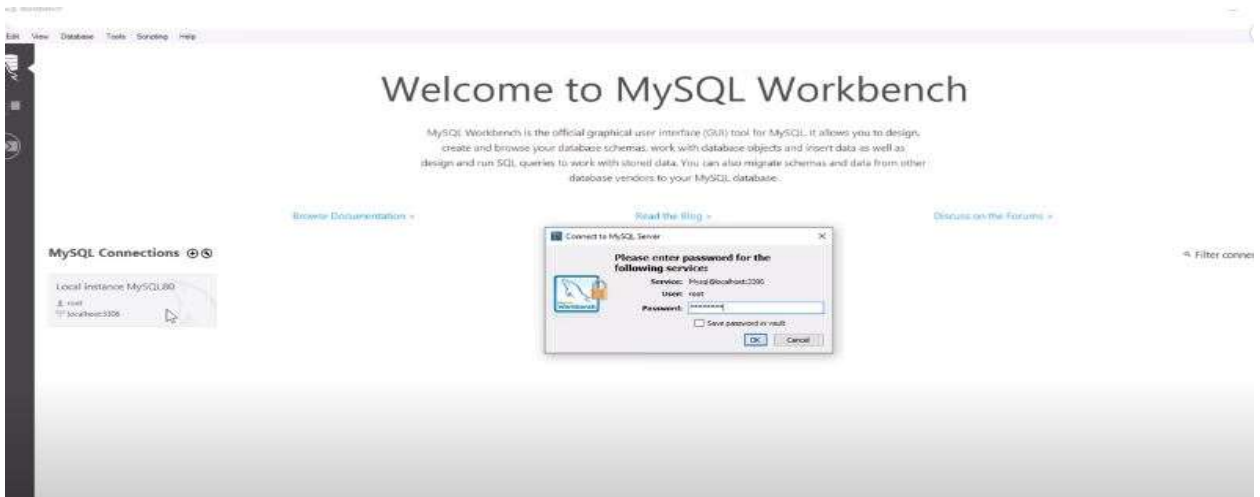 Edit View Database Tools Scripting Help
Welcome to MySQL Workbench
MySQL Workbench is the official graphical user interface (GUI) tool for MySQL. It allows you to design,
create and browse your database schemas, work with database objects and insert data as well as
design and run SQL queries to work with stored data. You can also migrate schemas and data from other
database vendors to your MySQL database.
Browse Documentation >
Read the Blog >
Discuss on the Forums >
Connect to MySQL Server
Please enter password for the
following service:
Service: Mysql@localhost:3306
User: root
Password: ********
Save password in vault
OK Cancel
MySQL Connections
Filter connec
Local instance MySQL80
root
localhost:3306